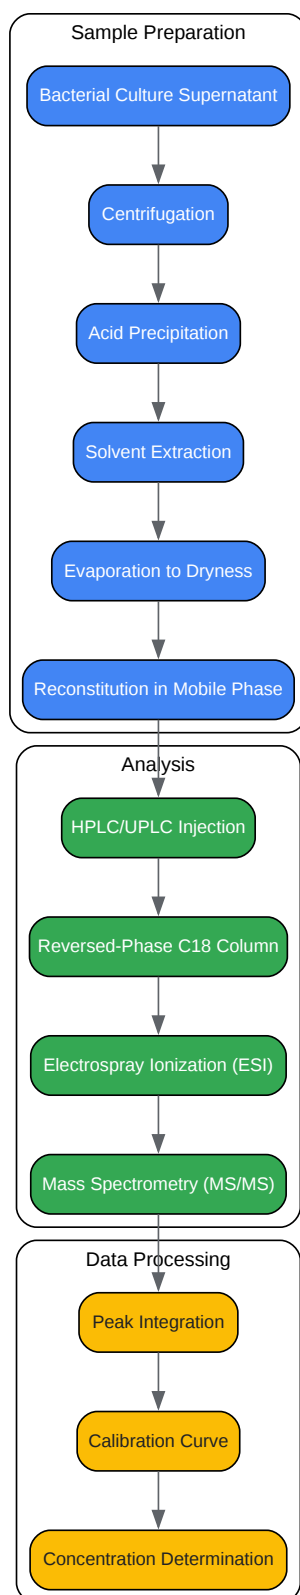 Sample Preparation
Bacterial Culture Supernatant
Centrifugation
Acid Precipitation
Solvent Extraction
Evaporation to Dryness
Reconstitution in Mobile Phase
Analysis
HPLC/UPLC Injection
Reversed-Phase C18 Column
Electrospray Ionization (ESI)
Mass Spectrometry (MS/MS)
Data Processing
Peak Integration
Calibration Curve
Concentration Determination